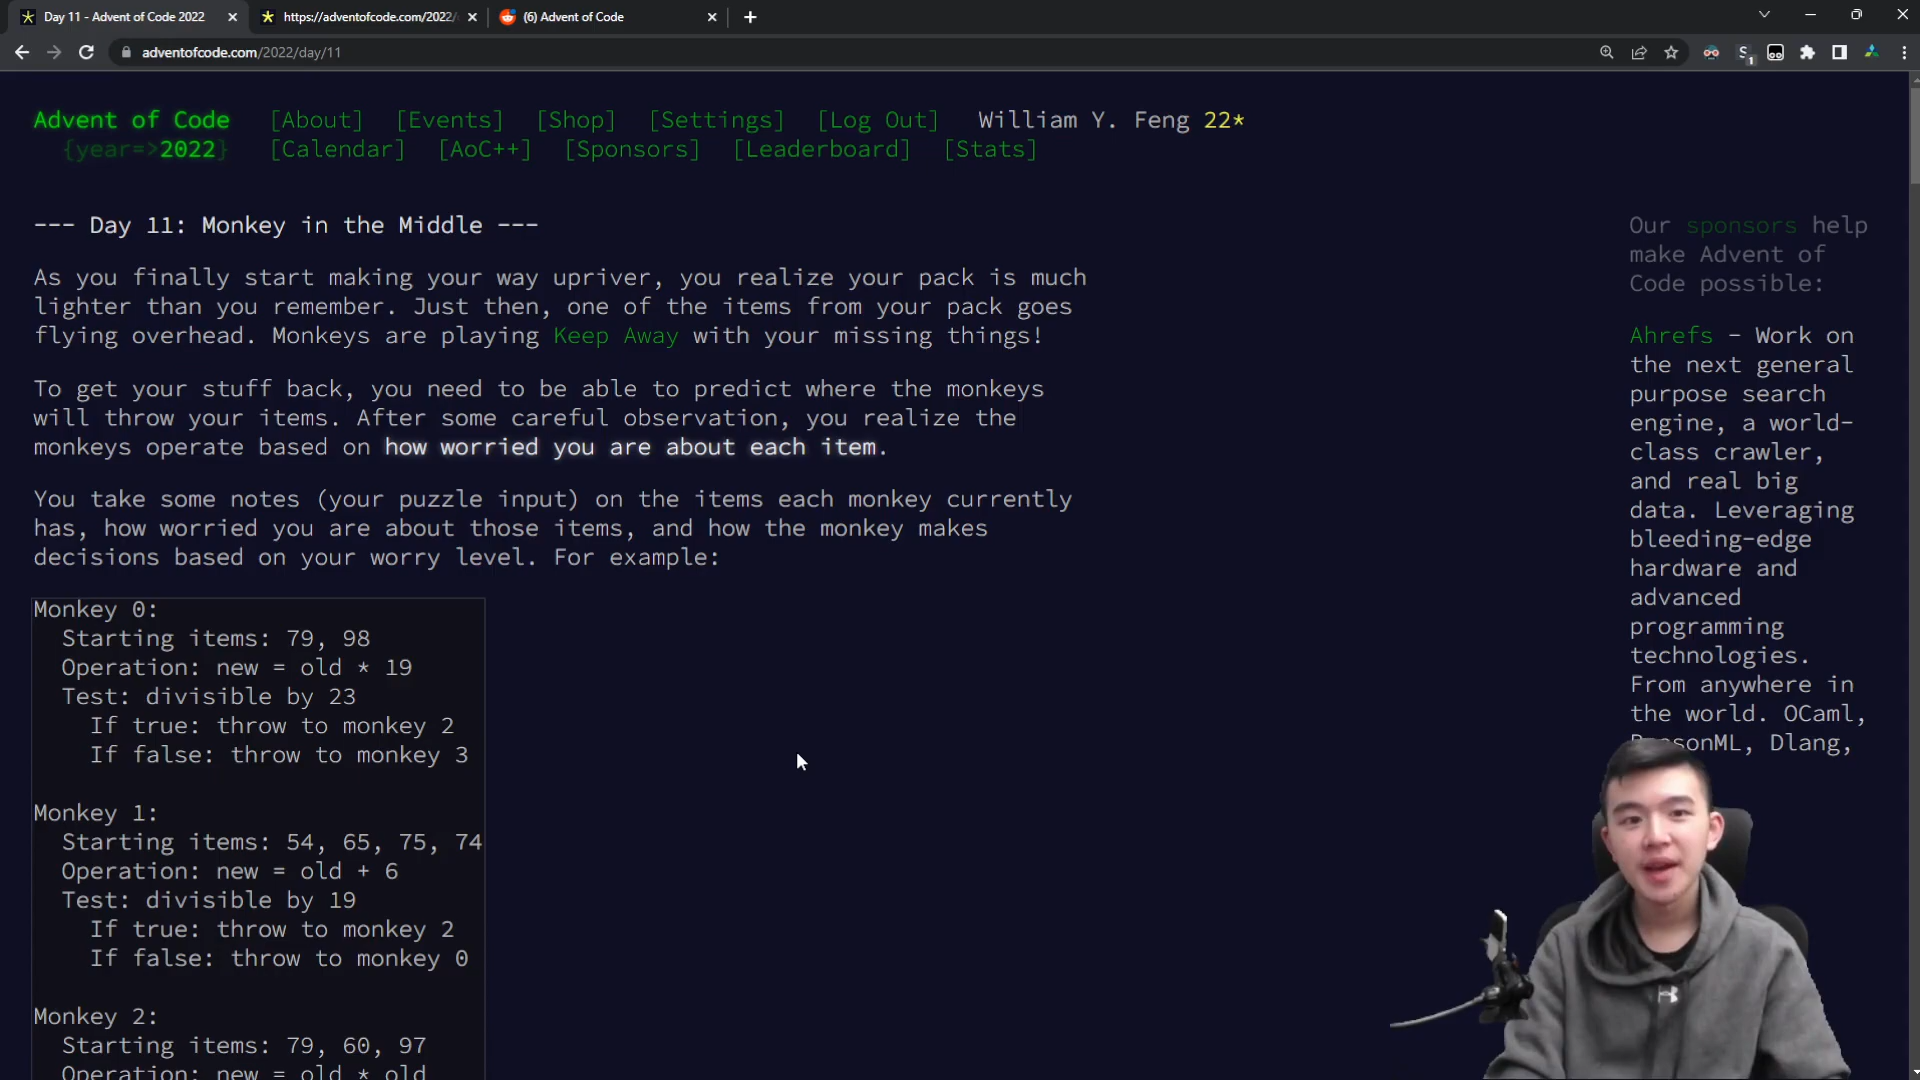 Day 11 - Advent of Code 2022
https://adventofcode.com/2022/
(6) Advent of Code
adventofcode.com/2022/day/11
Advent of Code [About] [Events] [Shop] [Settings] [Log Out] William Y. Feng 22*
{year=>2022} [Calendar] [AoC++] [Sponsors] [Leaderboard] [Stats]
--- Day 11: Monkey in the Middle ---
As you finally start making your way upriver, you realize your pack is much
lighter than you remember. Just then, one of the items from your pack goes
flying overhead. Monkeys are playing Keep Away with your missing things!
To get your stuff back, you need to be able to predict where the monkeys
will throw your items. After some careful observation, you realize the
monkeys operate based on how worried you are about each item.
You take some notes (your puzzle input) on the items each monkey currently
has, how worried you are about those items, and how the monkey makes
decisions based on your worry level. For example:
Monkey 0:
Starting items: 79, 98
Operation: new = old * 19
Test: divisible by 23
If true: throw to monkey 2
If false: throw to monkey 3
Monkey 1:
Starting items: 54, 65, 75, 74
Operation: new = old + 6
Test: divisible by 19
If true: throw to monkey 2
If false: throw to monkey 0
Monkey 2:
Starting items: 79, 60, 97
Operation: new = old * old
Our sponsors help
make Advent of
Code possible:
Ahrefs - Work on
the next general
purpose search
engine, a world-
class crawler,
and real big
data. Leveraging
bleeding-edge
hardware and
advanced
programming
technologies.
From anywhere in
the world. OCaml,
ReasonML, Dlang,